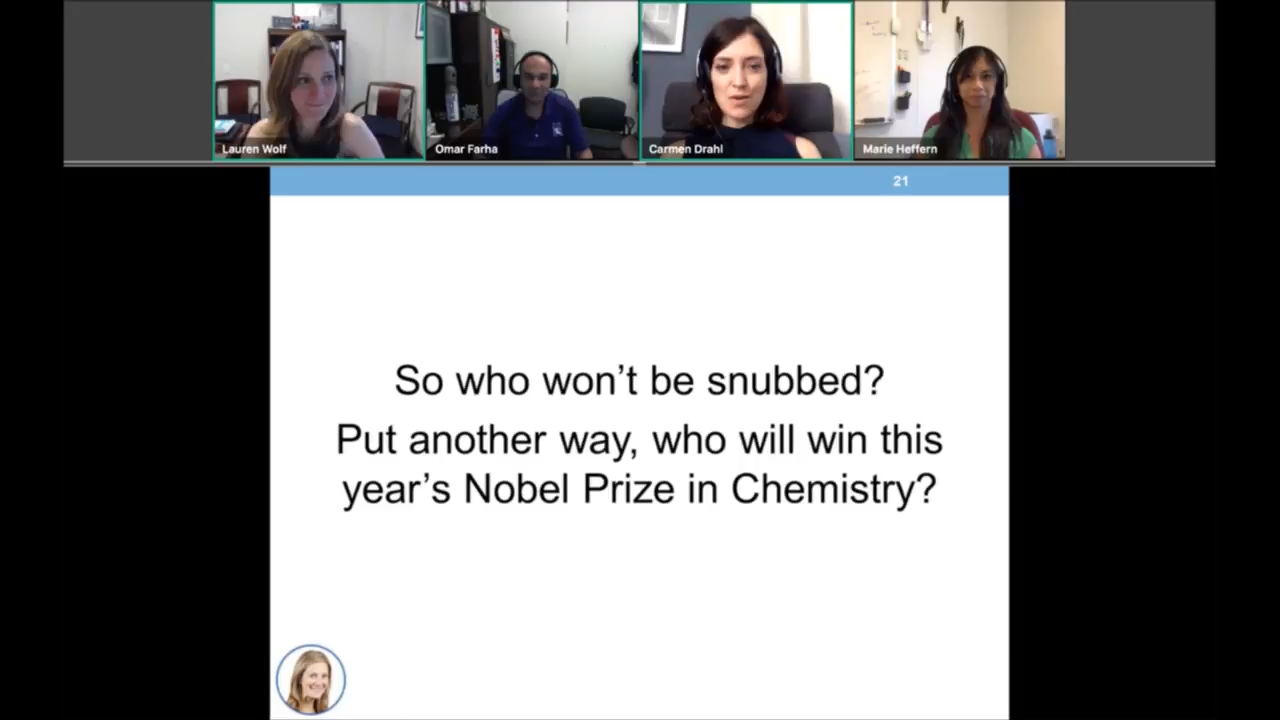 Lauren Wolf
Omar Farha
Carmen Drahl
Marie Heffern
21
So who won't be snubbed?
Put another way, who will win this
year's Nobel Prize in Chemistry?